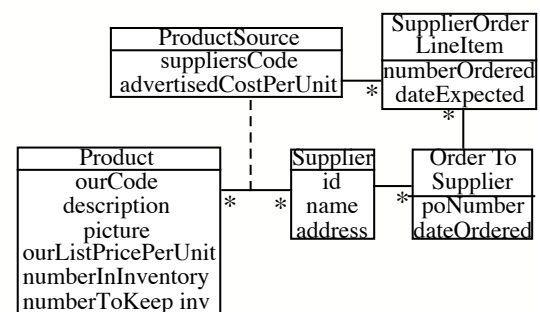 ProductSource
suppliersCode
advertisedCostPerUnit
*
SupplierOrder
LineItem
numberOrdered
dateExpected
*
Product
ourCode
description
picture
ourListPricePerUnit
numberInInventory
numberToKeep inv
*
*
Supplier
id
name
address
*
Order To
Supplier
poNumber
dateOrdered